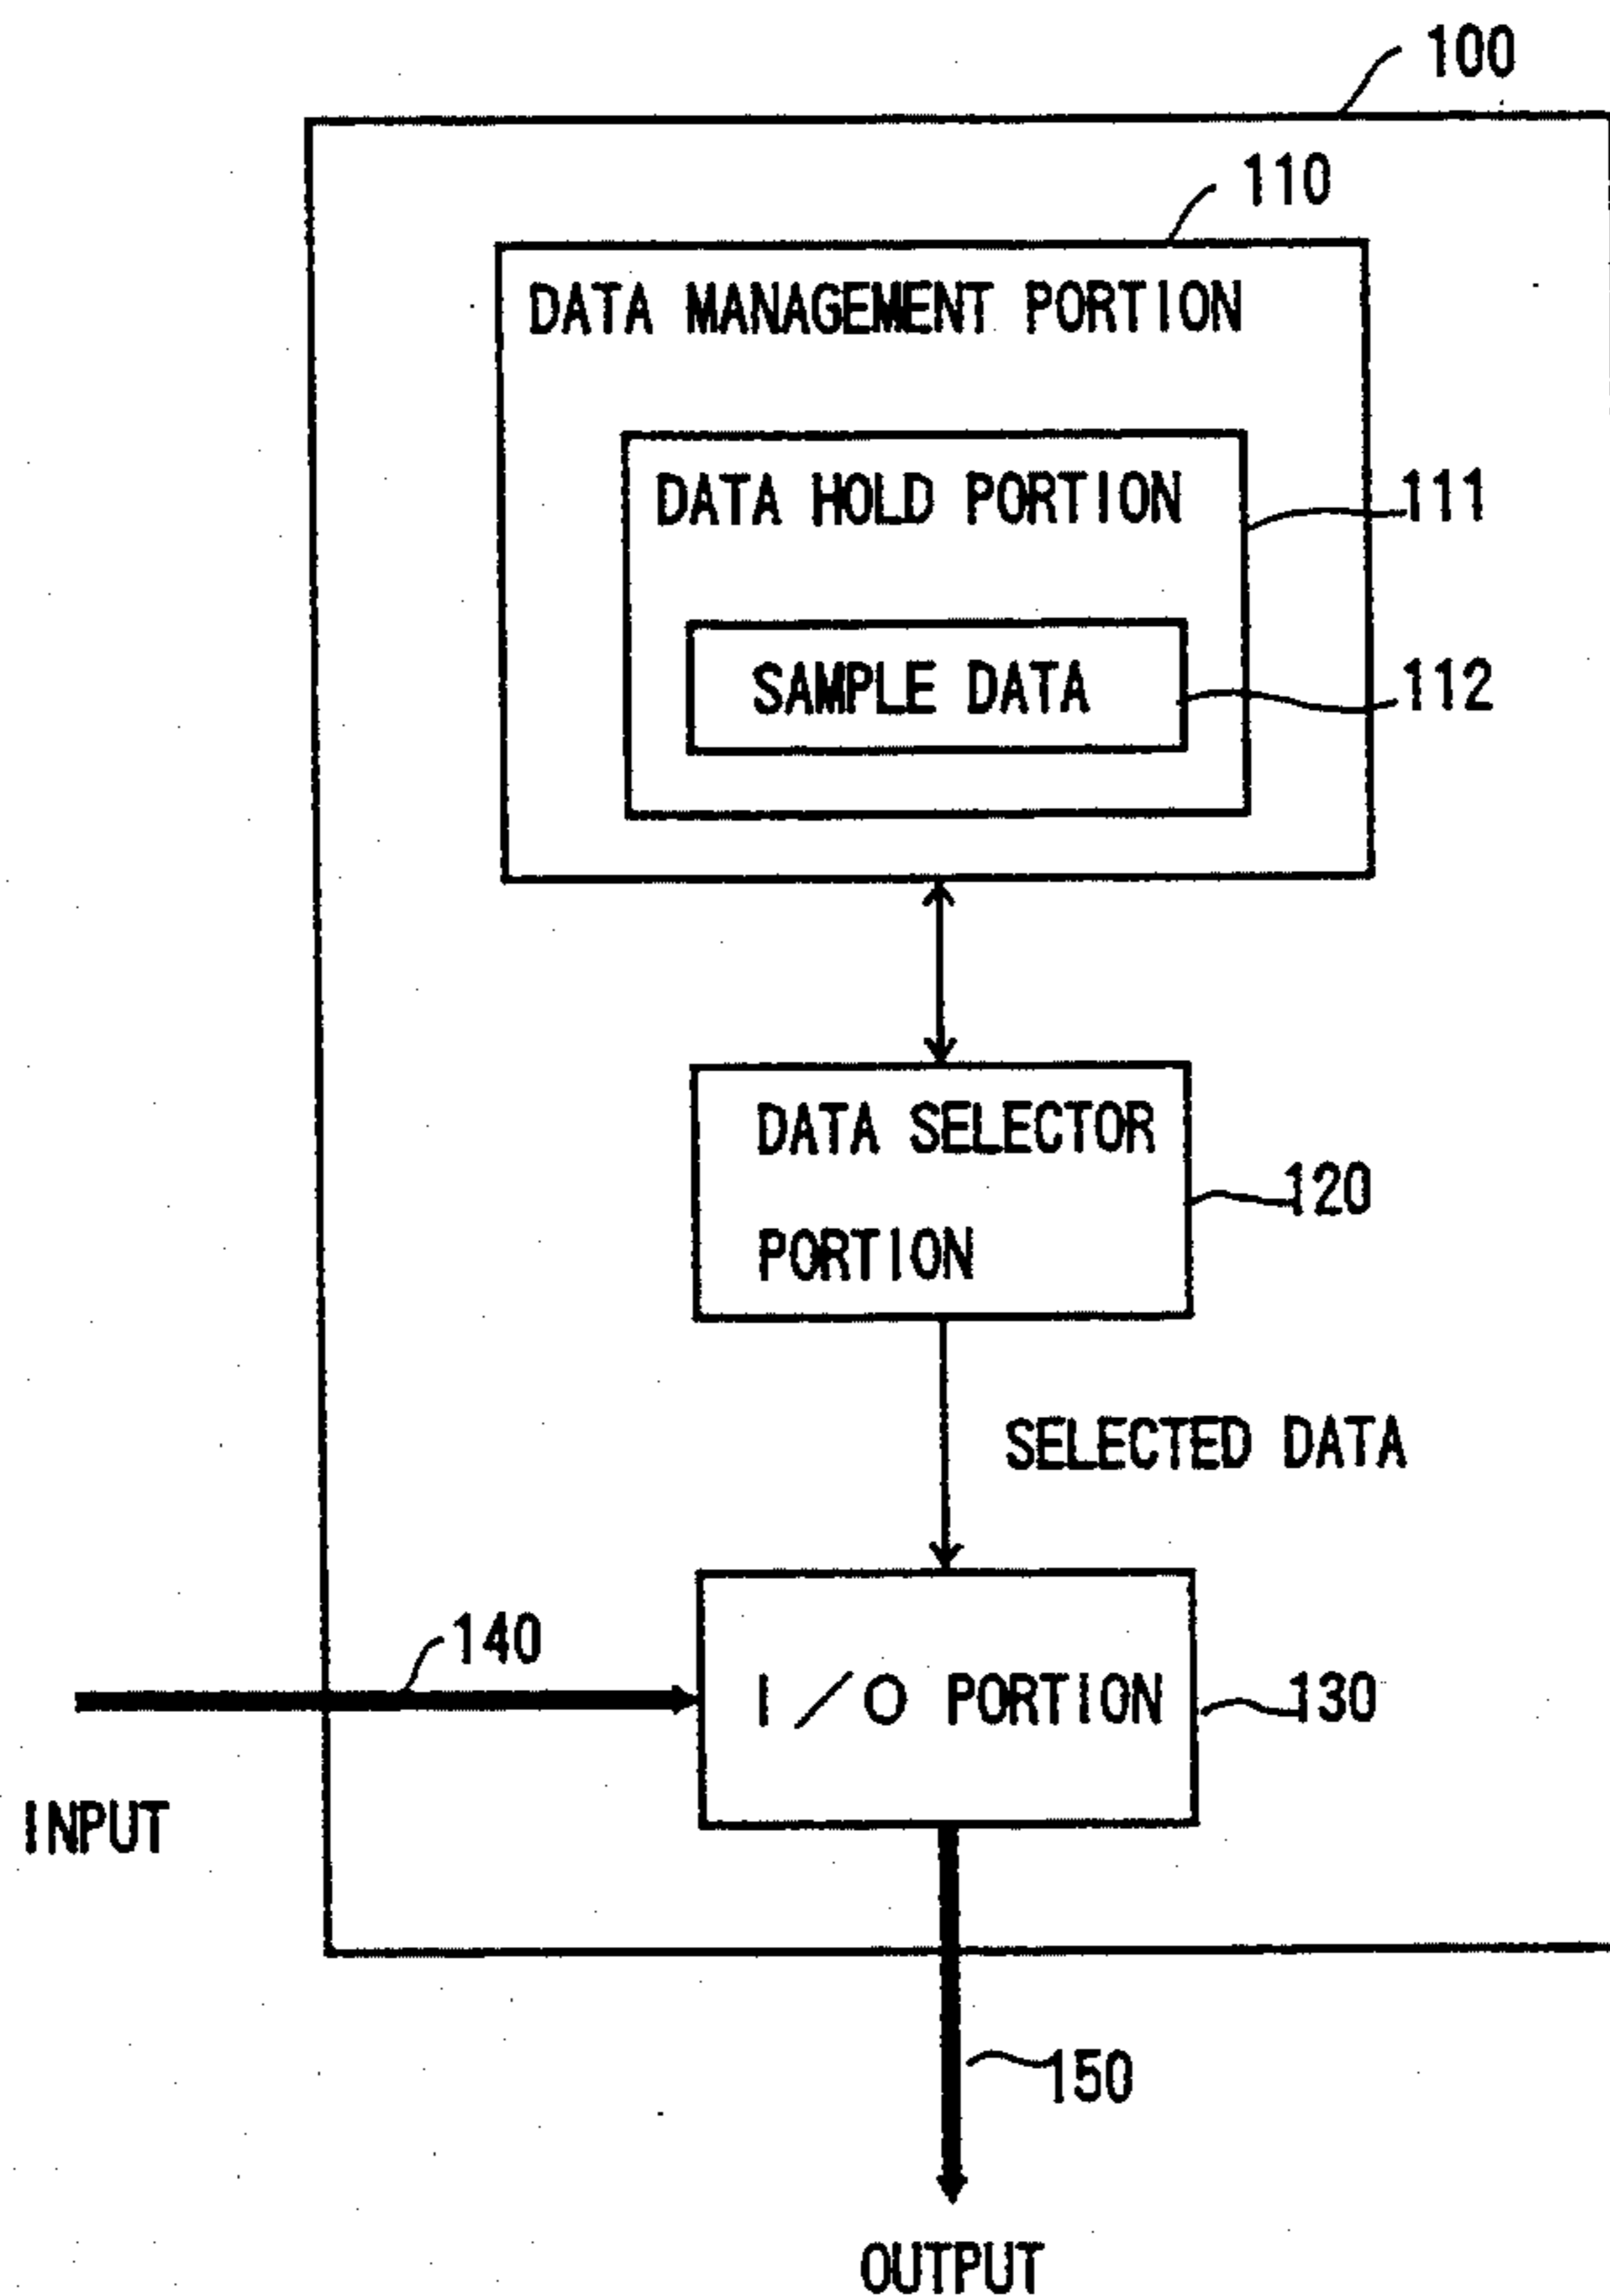 100
110
DATA MANAGEMENT PORTION
DATA HOLD PORTION
111
SAMPLE DATA
112
DATA SELECTOR
PORTION
120
SELECTED DATA
140
I/O PORTION
130
INPUT
150
OUTPUT